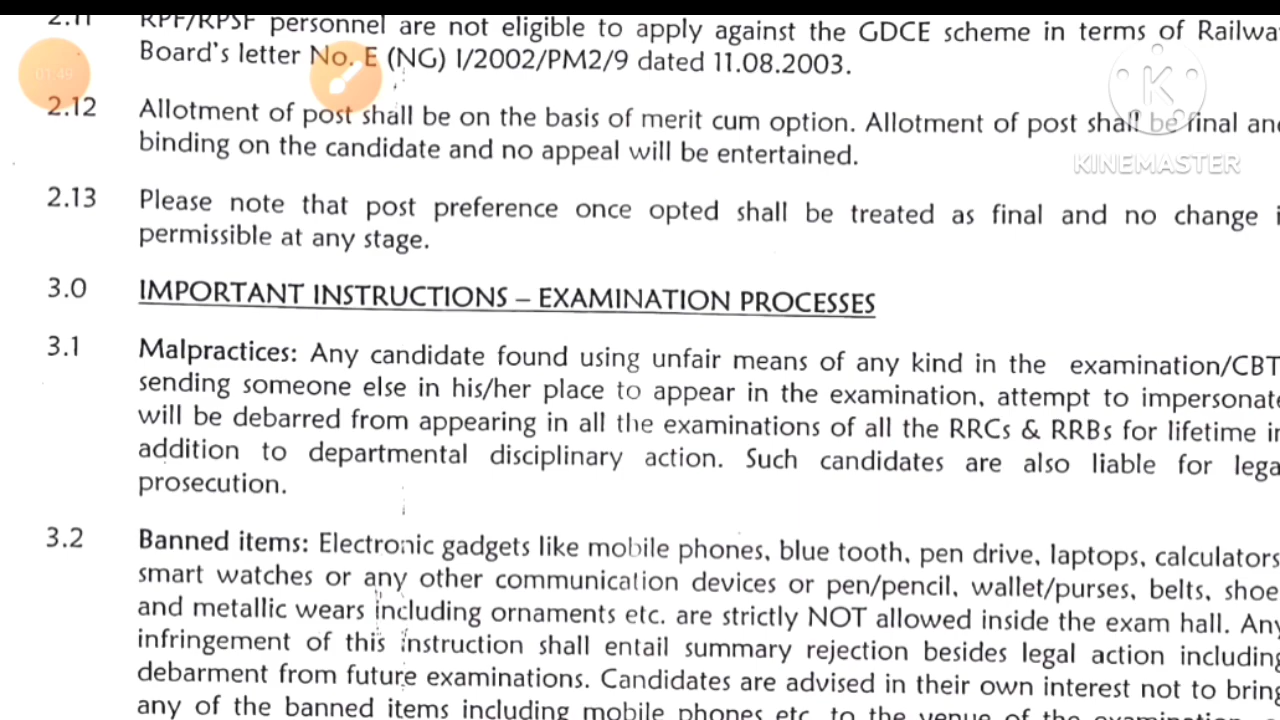 2.11 RPF/RPSF personnel are not eligible to apply against the GDCE scheme in terms of Railwa
Board's letter No. E (NG) I/2002/PM2/9 dated 11.08.2003.
01:49
2.12 Allotment of post shall be on the basis of merit cum option. Allotment of post shall be final and
binding on the candidate and no appeal will be entertained.
K
KINEMASTER
2.13 Please note that post preference once opted shall be treated as final and no change i
permissible at any stage.
3.0 IMPORTANT INSTRUCTIONS – EXAMINATION PROCESSES
3.1 Malpractices: Any candidate found using unfair means of any kind in the examination/CBT
sending someone else in his/her place to appear in the examination, attempt to impersonate
will be debarred from appearing in all the examinations of all the RRCs & RRBs for lifetime in
addition to departmental disciplinary action. Such candidates are also liable for lega
prosecution.
3.2 Banned items: Electronic gadgets like mobile phones, blue tooth, pen drive, laptops, calculators
smart watches or any other communication devices or pen/pencil, wallet/purses, belts, shoe
and metallic wears including ornaments etc. are strictly NOT allowed inside the exam hall. Any
infringement of this instruction shall entail summary rejection besides legal action including
debarment from future examinations. Candidates are advised in their own interest not to bring
any of the banned items including mobile phones etc. to the venue of the examination